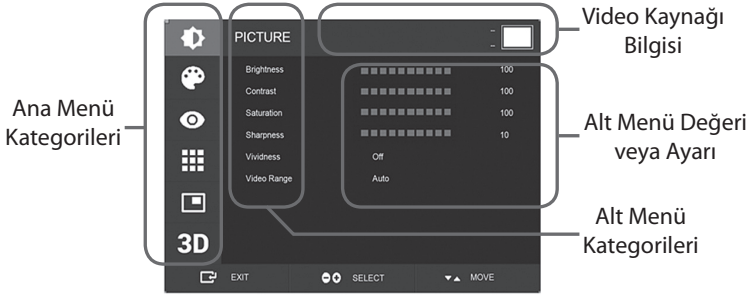 Video Kaynağı
Bilgisi
PICTURE
Brightness 100
Contrast 100
Saturation 100
Sharpness 10
Vividness Off
Video Range Auto
Ana Menü
Kategorileri
Alt Menü Değeri
veya Ayarı
Alt Menü
Kategorileri
3D
EXIT SELECT MOVE